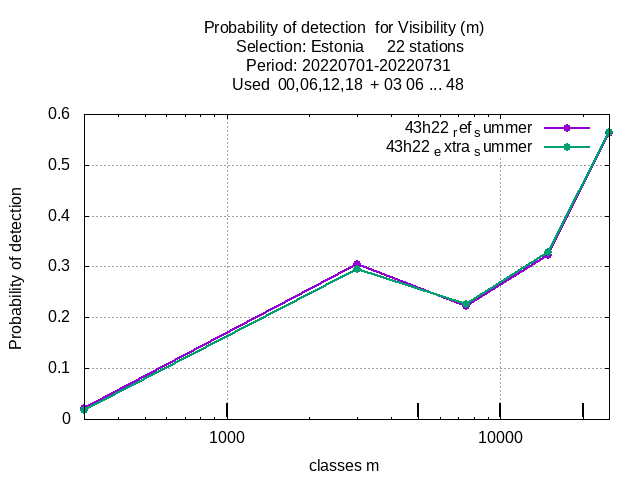 Probability of detection  for Visibility (m)
Selection: Estonia     22 stations
Period: 20220701-20220731
Used  00,06,12,18  + 03 06 ... 48
43h22 ref summer
43h22 extra summer
0.6
0.5
0.4
0.3
0.2
0.1
0
Probability of detection
1000
10000
classes m